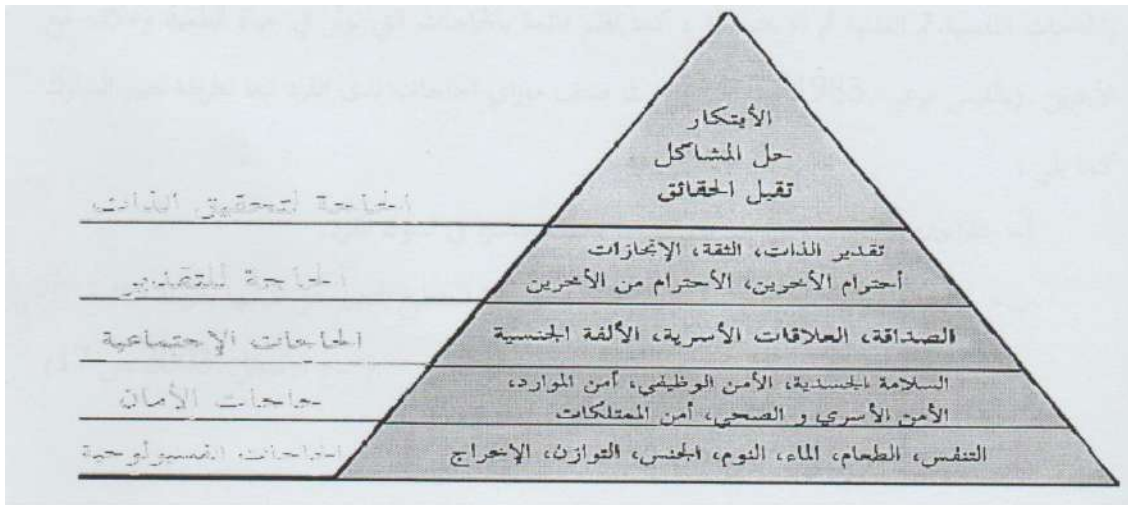 الأبتكار
حل المشاكل
تقبل الحقائق
الحاجة لتحقيق الذات
تقدير الذات، الثقة، الإنجازات
أحترام الأخرين، الأحترام من الأخرين
الحاجة للتقدير
الصداقة، العلاقات الأسرية، الألفة الجنسية
الحاجات الإجتماعية
السلامة الجسدية، الأمن الوظيفي، أمن الموارد،
الأمن الأسري و الصحي، أمن الممتلكات
حاجات الأمان
التنفس، الطعام، الماء، النوم، الجنس، التوازن، الإخراج
الحاجات الفسيولوجية